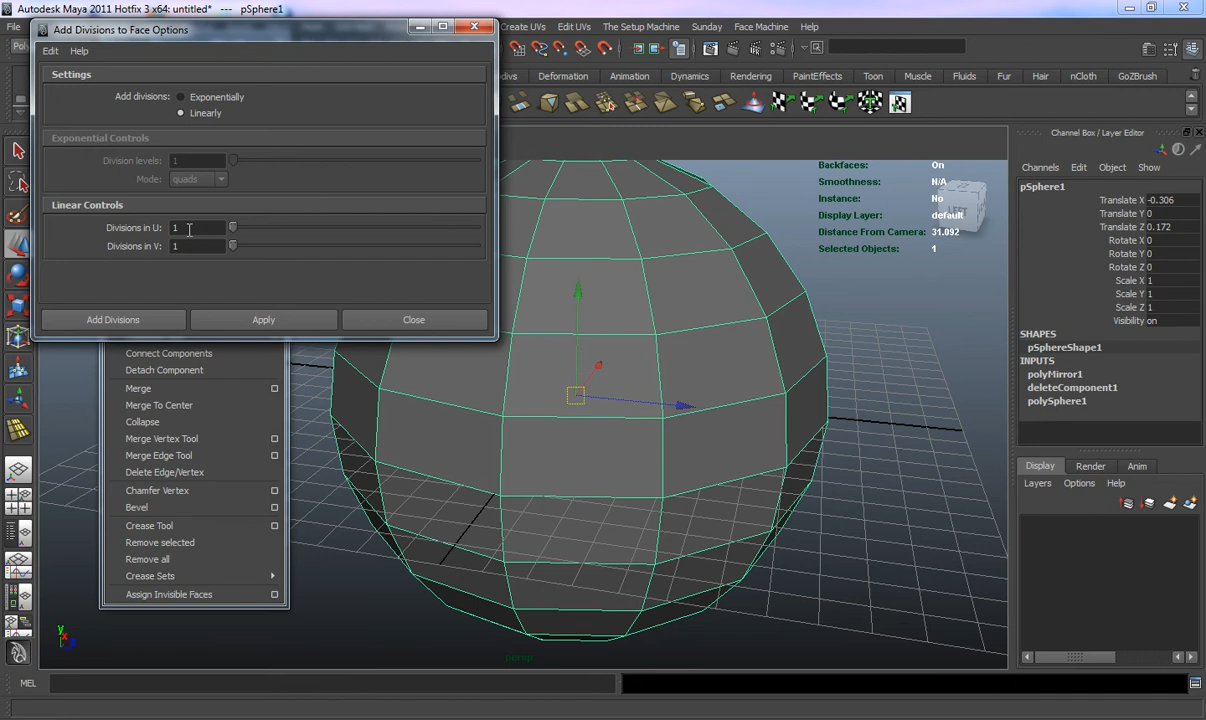 Autodesk Maya 2011 Hotfix 3 x64: untitled* --- pSphere1
Add Divisions to Face Options
File
Create UVs Edit UVs The Setup Machine Sunday Face Machine Help
Edit Help
Settings
Add divisions: Exponentially
Linearly
Exponential Controls
Division levels: 1
Mode: quads
Linear Controls
Divisions in U: 1
Divisions in V: 1
Add Divisions Apply Close
Deformation Animation Dynamics Rendering PaintEffects Toon Muscle Fluids Fur Hair nCloth GoZBrush
Connect Components
Detach Component
Merge
Merge To Center
Collapse
Merge Vertex Tool
Merge Edge Tool
Delete Edge/Vertex
Chamfer Vertex
Bevel
Crease Tool
Remove selected
Remove all
Crease Sets
Assign Invisible Faces
Backfaces: On
Smoothness: N/A
Instance: No
Display Layer: default
Distance From Camera: 31.092
Selected Objects: 1
LEFT
persp
y
x
z
Channel Box / Layer Editor
Channels Edit Object Show
pSphere1
Translate X -0.306
Translate Y 0
Translate Z 0.172
Rotate X 0
Rotate Y 0
Rotate Z 0
Scale X 1
Scale Y 1
Scale Z 1
Visibility on
SHAPES
pSphereShape1
INPUTS
polyMirror1
deleteComponent1
polySphere1
Display Render Anim
Layers Options Help
MEL